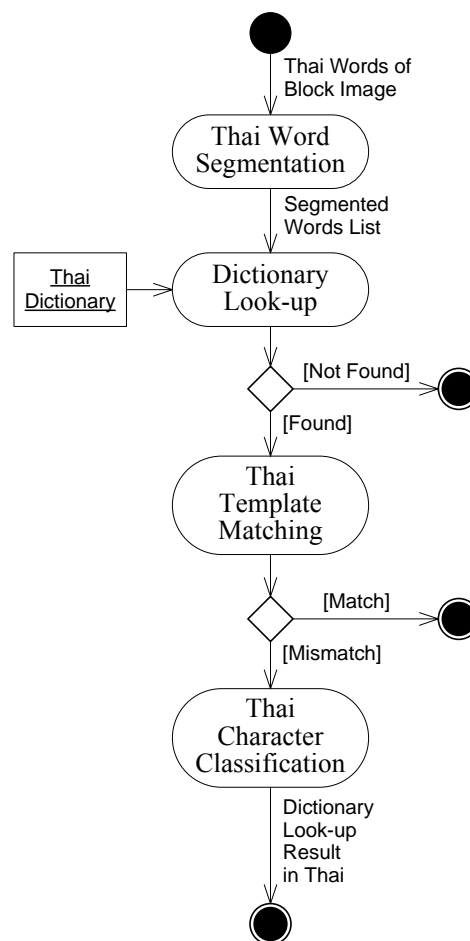 Thai Words of
Block Image
Thai Word
Segmentation
Segmented
Words List
Thai
Dictionary
Dictionary
Look-up
[Not Found]
[Found]
Thai
Template
Matching
[Match]
[Mismatch]
Thai
Character
Classification
Dictionary
Look-up
Result
in Thai